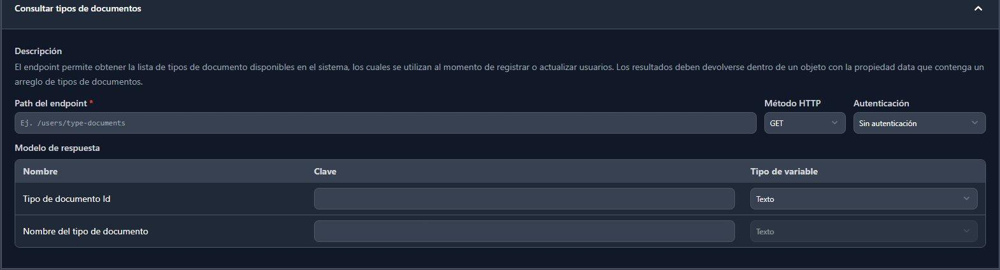 Consultar tipos de documentos
Descripción
El endpoint permite obtener la lista de tipos de documento disponibles en el sistema, los cuales se utilizan al momento de registrar o actualizar usuarios. Los resultados deben devolverse dentro de un objeto con la propiedad data que contenga un
arreglo de tipos de documentos.
Path del endpoint * Método HTTP Autenticación
Ej. /users/type-documents GET Sin autenticación
Modelo de respuesta
Nombre Clave Tipo de variable
Tipo de documento Id Texto
Nombre del tipo de documento Texto